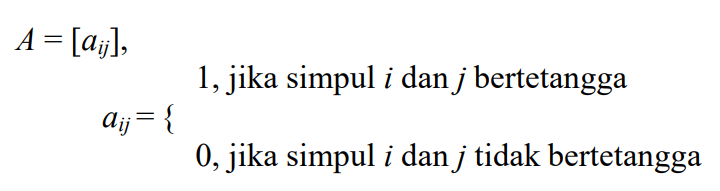 A = [aij],
1, jika simpul i dan j bertetangga
aij = {
0, jika simpul i dan j tidak bertetangga